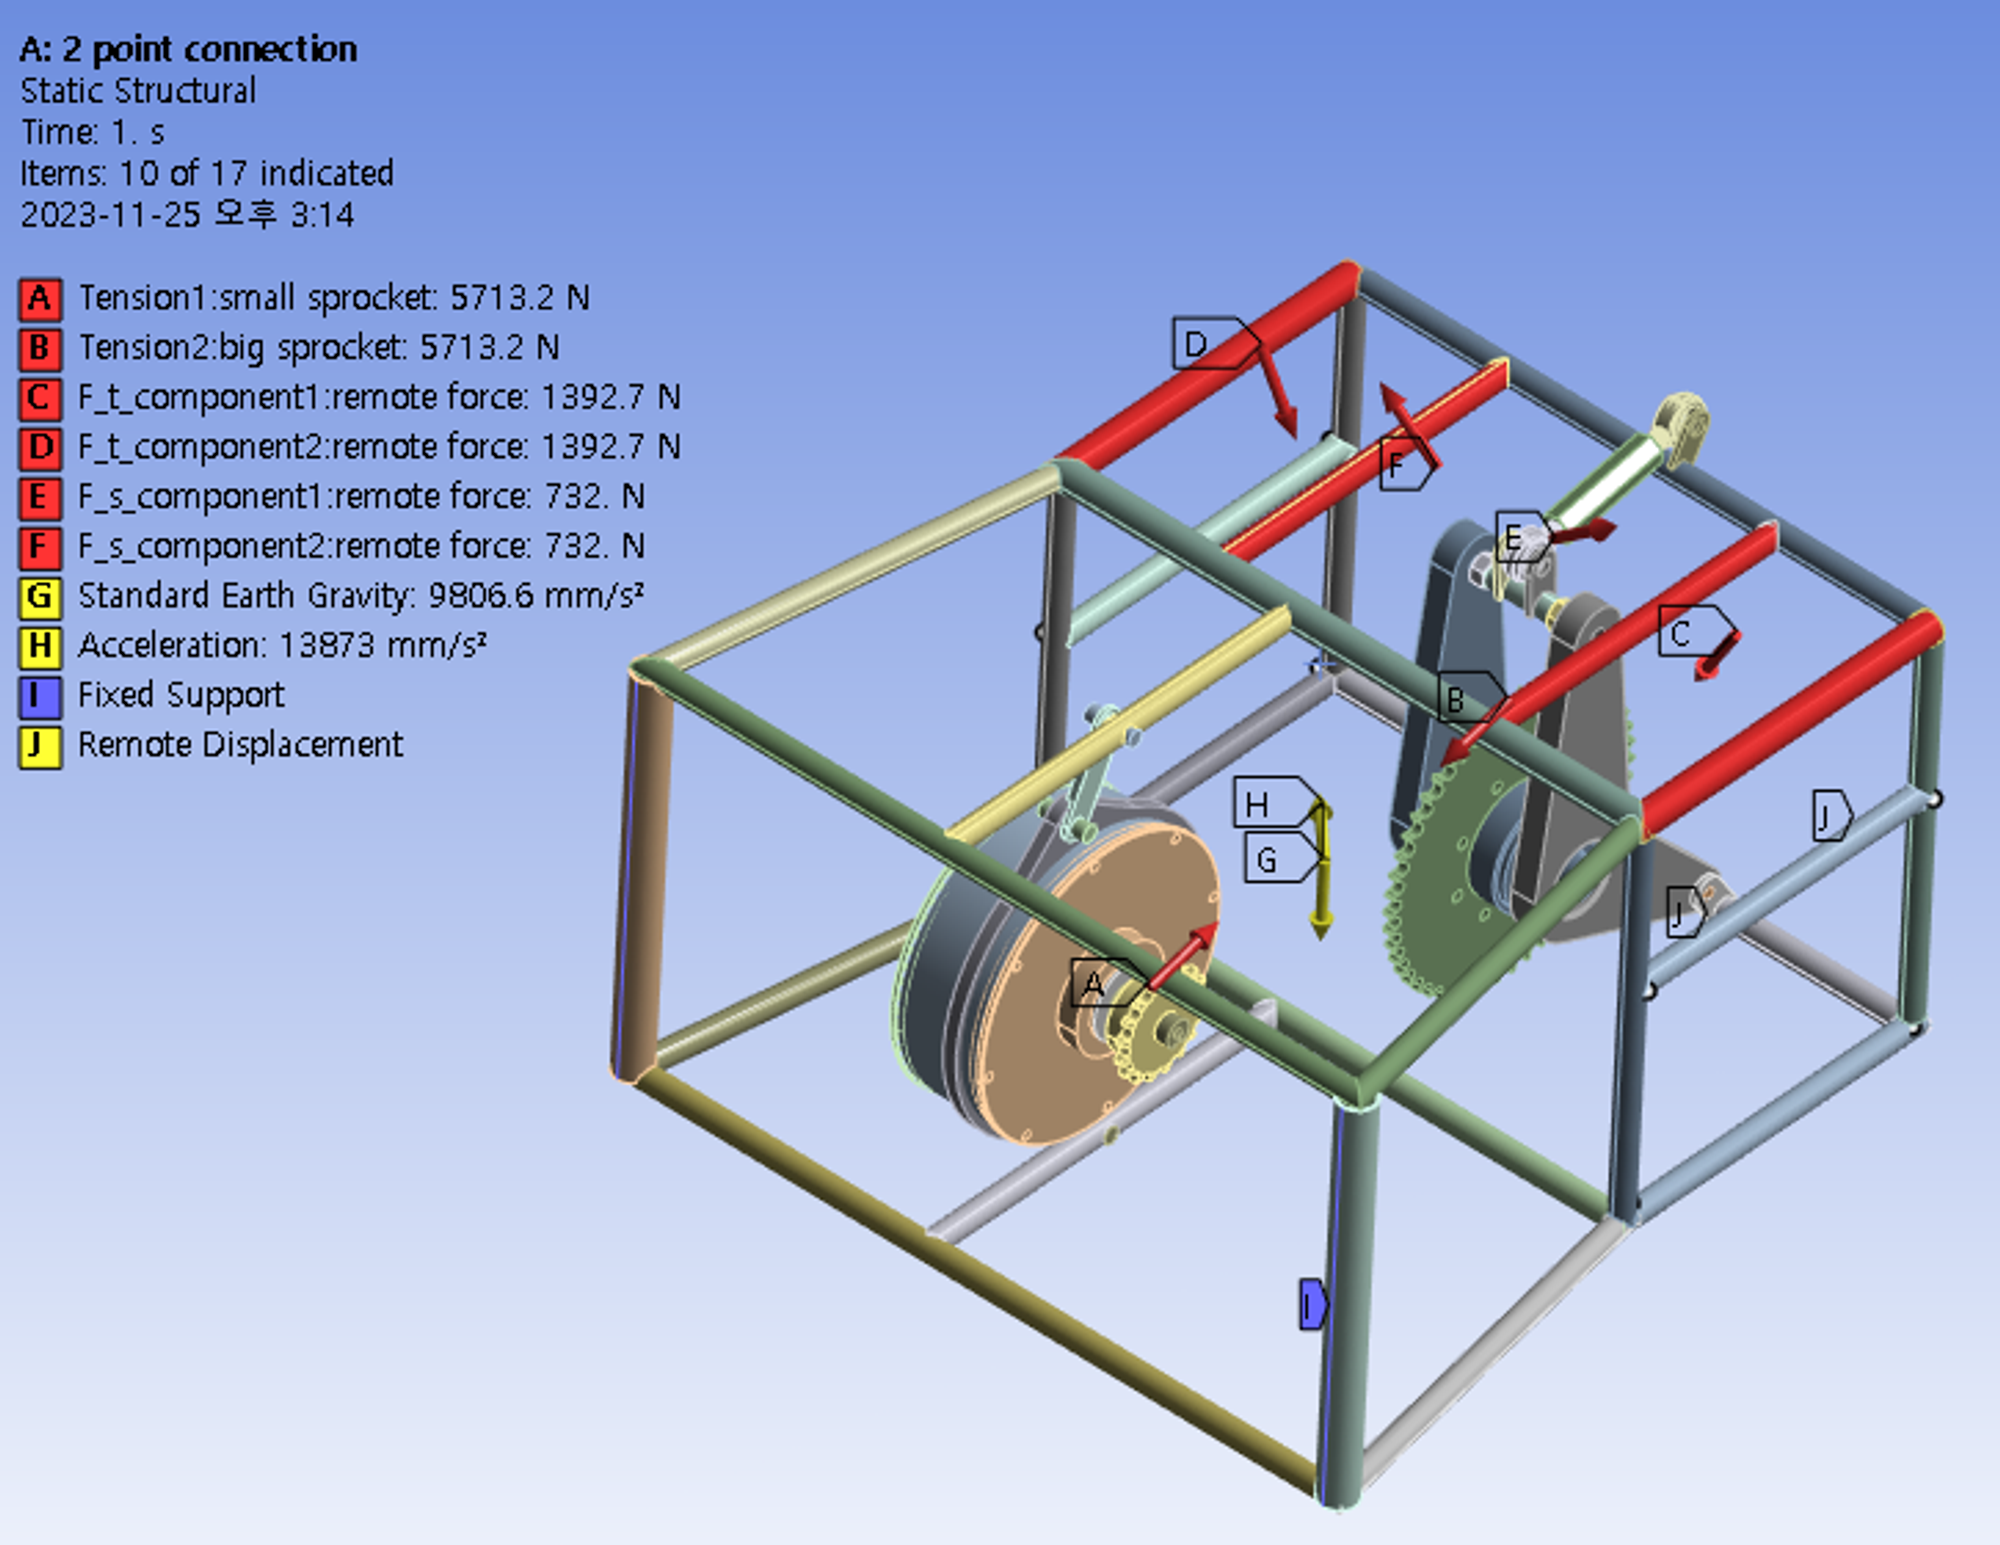 A: 2 point connection
Static Structural
Time: 1. s
Items: 10 of 17 indicated
2023-11-25 오후 3:14
A Tension1:small sprocket: 5713.2 N
B Tension2:big sprocket: 5713.2 N
C F_t_component1:remote force: 1392.7 N
D F_t_component2:remote force: 1392.7 N
E F_s_component1:remote force: 732. N
F F_s_component2:remote force: 732. N
G Standard Earth Gravity: 9806.6 mm/s²
H Acceleration: 13873 mm/s²
I Fixed Support
J Remote Displacement
D
F
E
C
B
H
J
G
J
A
I